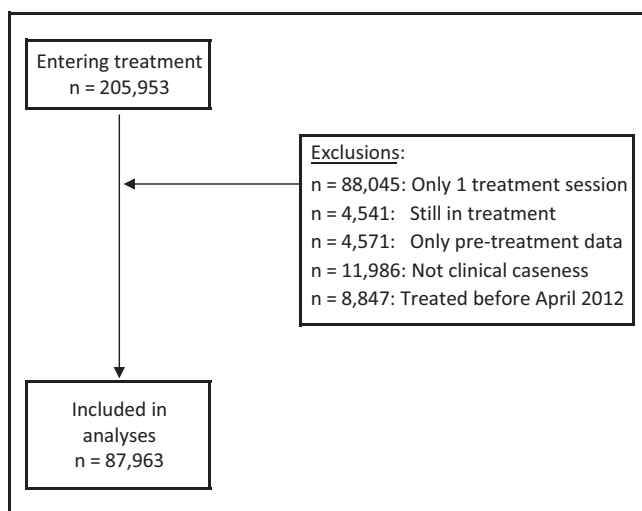 Entering treatment
n = 205,953
Exclusions:
n = 88,045: Only 1 treatment session
n = 4,541: Still in treatment
n = 4,571: Only pre-treatment data
n = 11,986: Not clinical caseness
n = 8,847: Treated before April 2012
Included in
analyses
n = 87,963